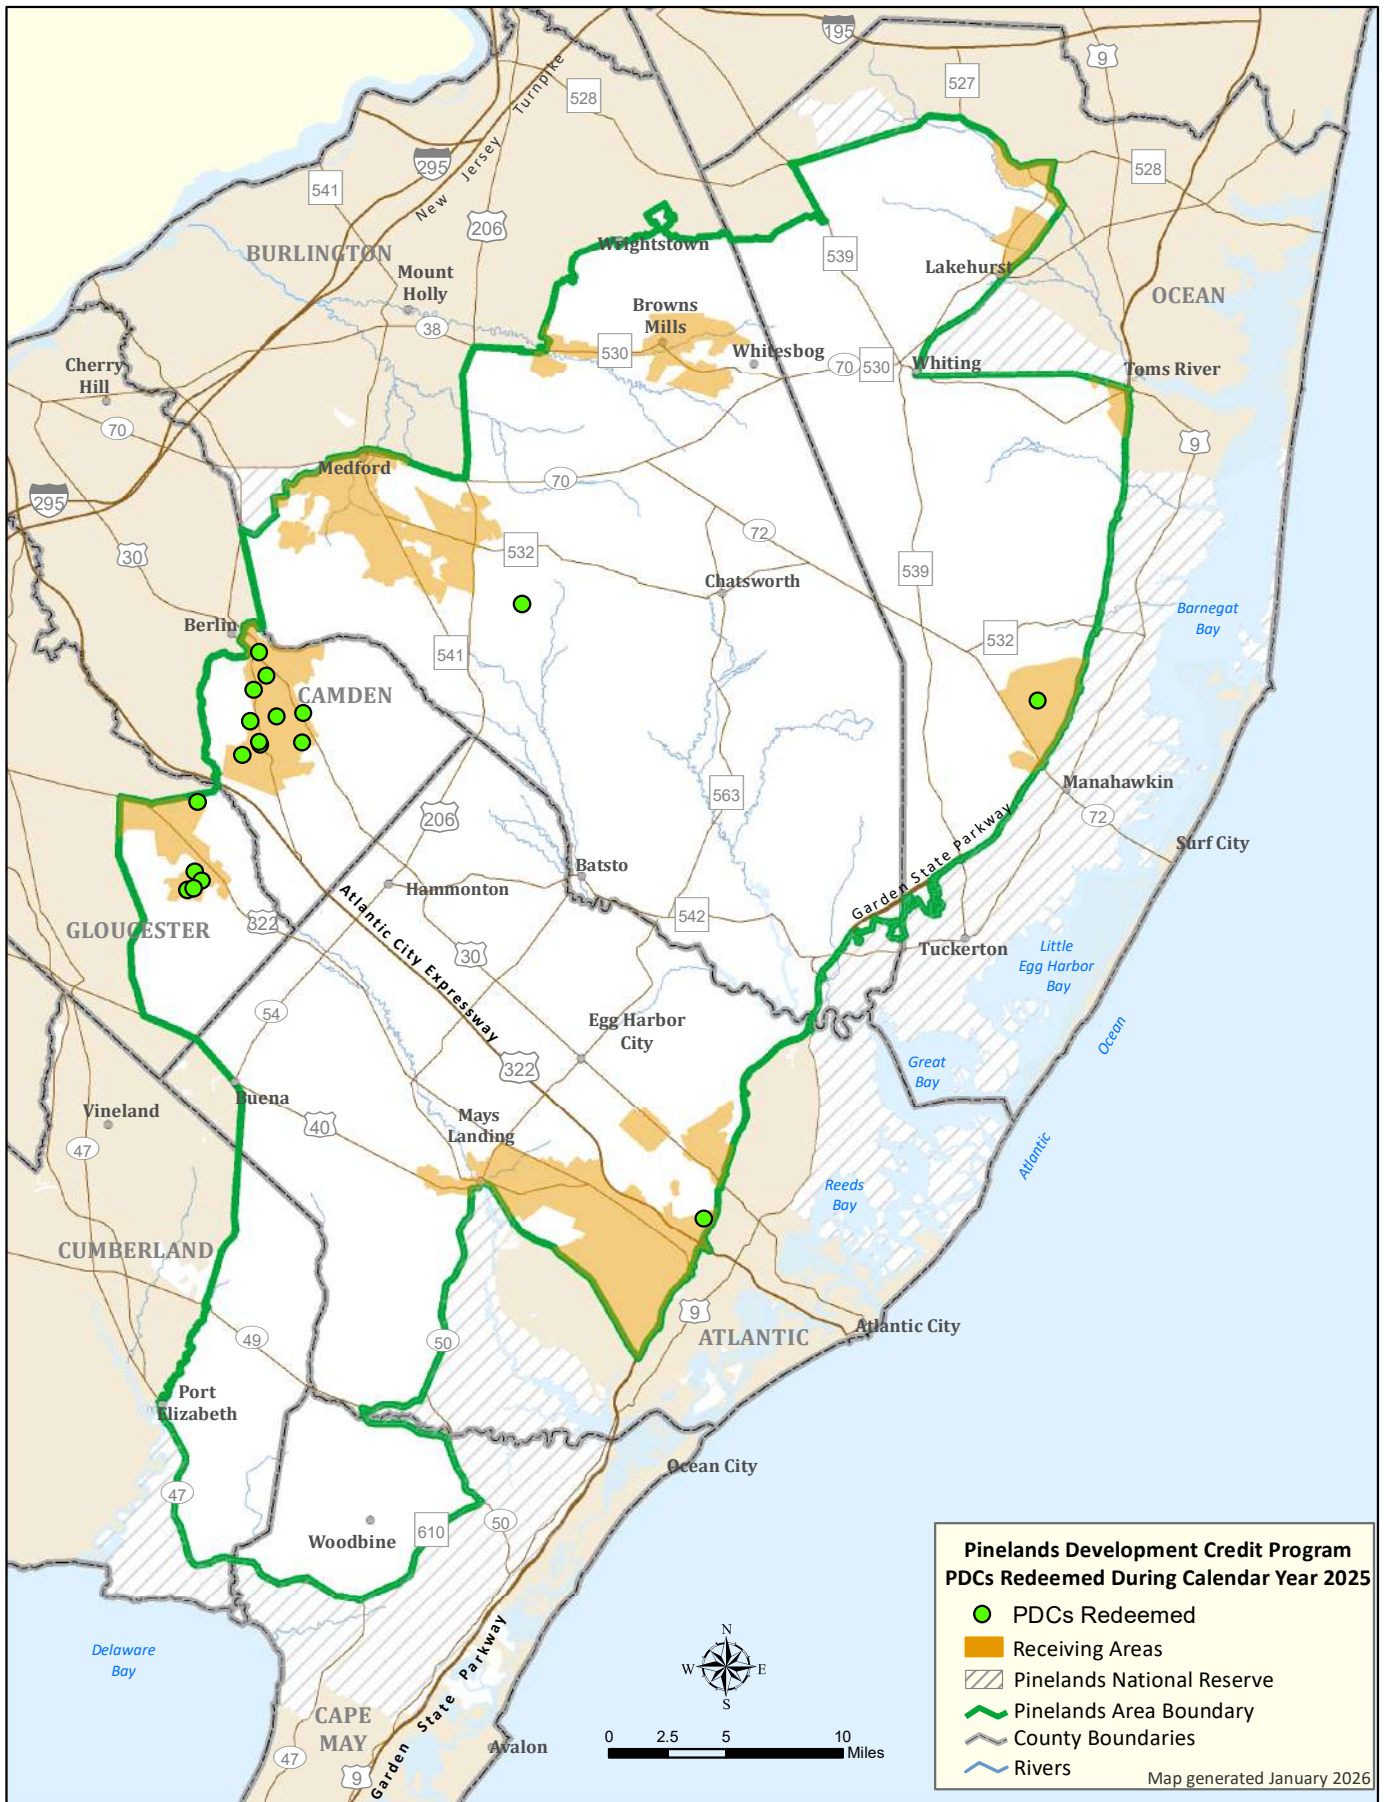 195
9
527
528
New Jersey Turnpike
295
541
528
206
Wrightstown
BURLINGTON
539
Lakehurst
Mount
Holly
OCEAN
Browns
Mills
38
530
Whitesbog
70
530
Whiting
Toms River
Cherry
Hill
70
9
Medford
70
295
72
30
532
539
Chatsworth
Barnegat
Bay
Berlin
541
532
CAMDEN
563
Manahawkin
206
72
Surf City
Garden State Parkway
Batsto
Hammonton
Atlantic City Expressway
542
GLOUCESTER
322
Tuckerton
30
Little
Egg Harbor
Bay
54
Egg Harbor
City
Ocean
322
Great
Bay
Buena
Vineland
Mays
Landing
40
47
Atlantic
Reeds
Bay
CUMBERLAND
9
49
50
ATLANTIC
Atlantic City
Port
Elizabeth
Ocean City
47
50
610
Woodbine
Delaware
Bay
Garden State Parkway
CAPE
MAY
47
9
Avalon
N
W E
S
0 2.5 5 10
Miles
Pinelands Development Credit Program
PDCs Redeemed During Calendar Year 2025
PDCs Redeemed
Receiving Areas
Pinelands National Reserve
Pinelands Area Boundary
County Boundaries
Rivers
Map generated January 2026